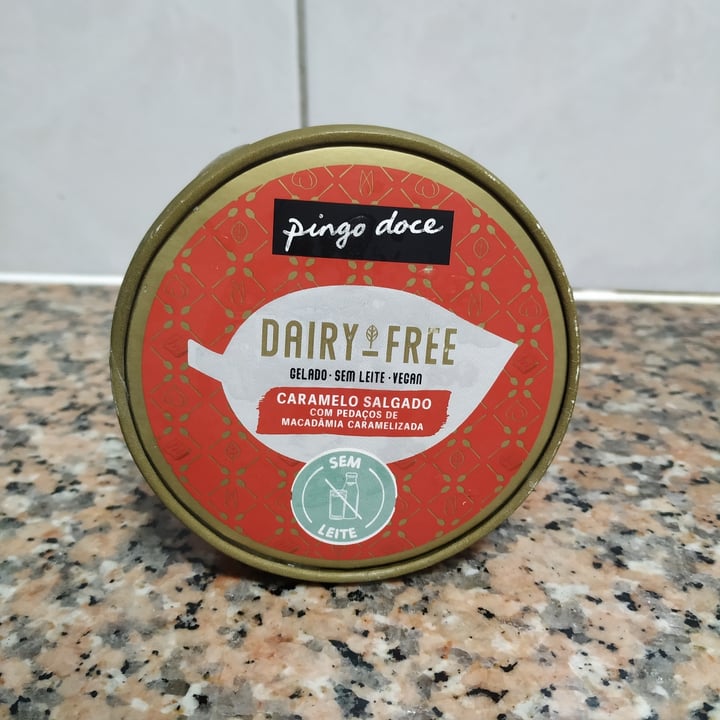 pingo doce
DAIRY FREE
GELADO · SEM LEITE · VEGAN
CARAMELO SALGADO
COM PEDAÇOS DE
MACADÂMIA CARAMELIZADA
SEM
LEITE